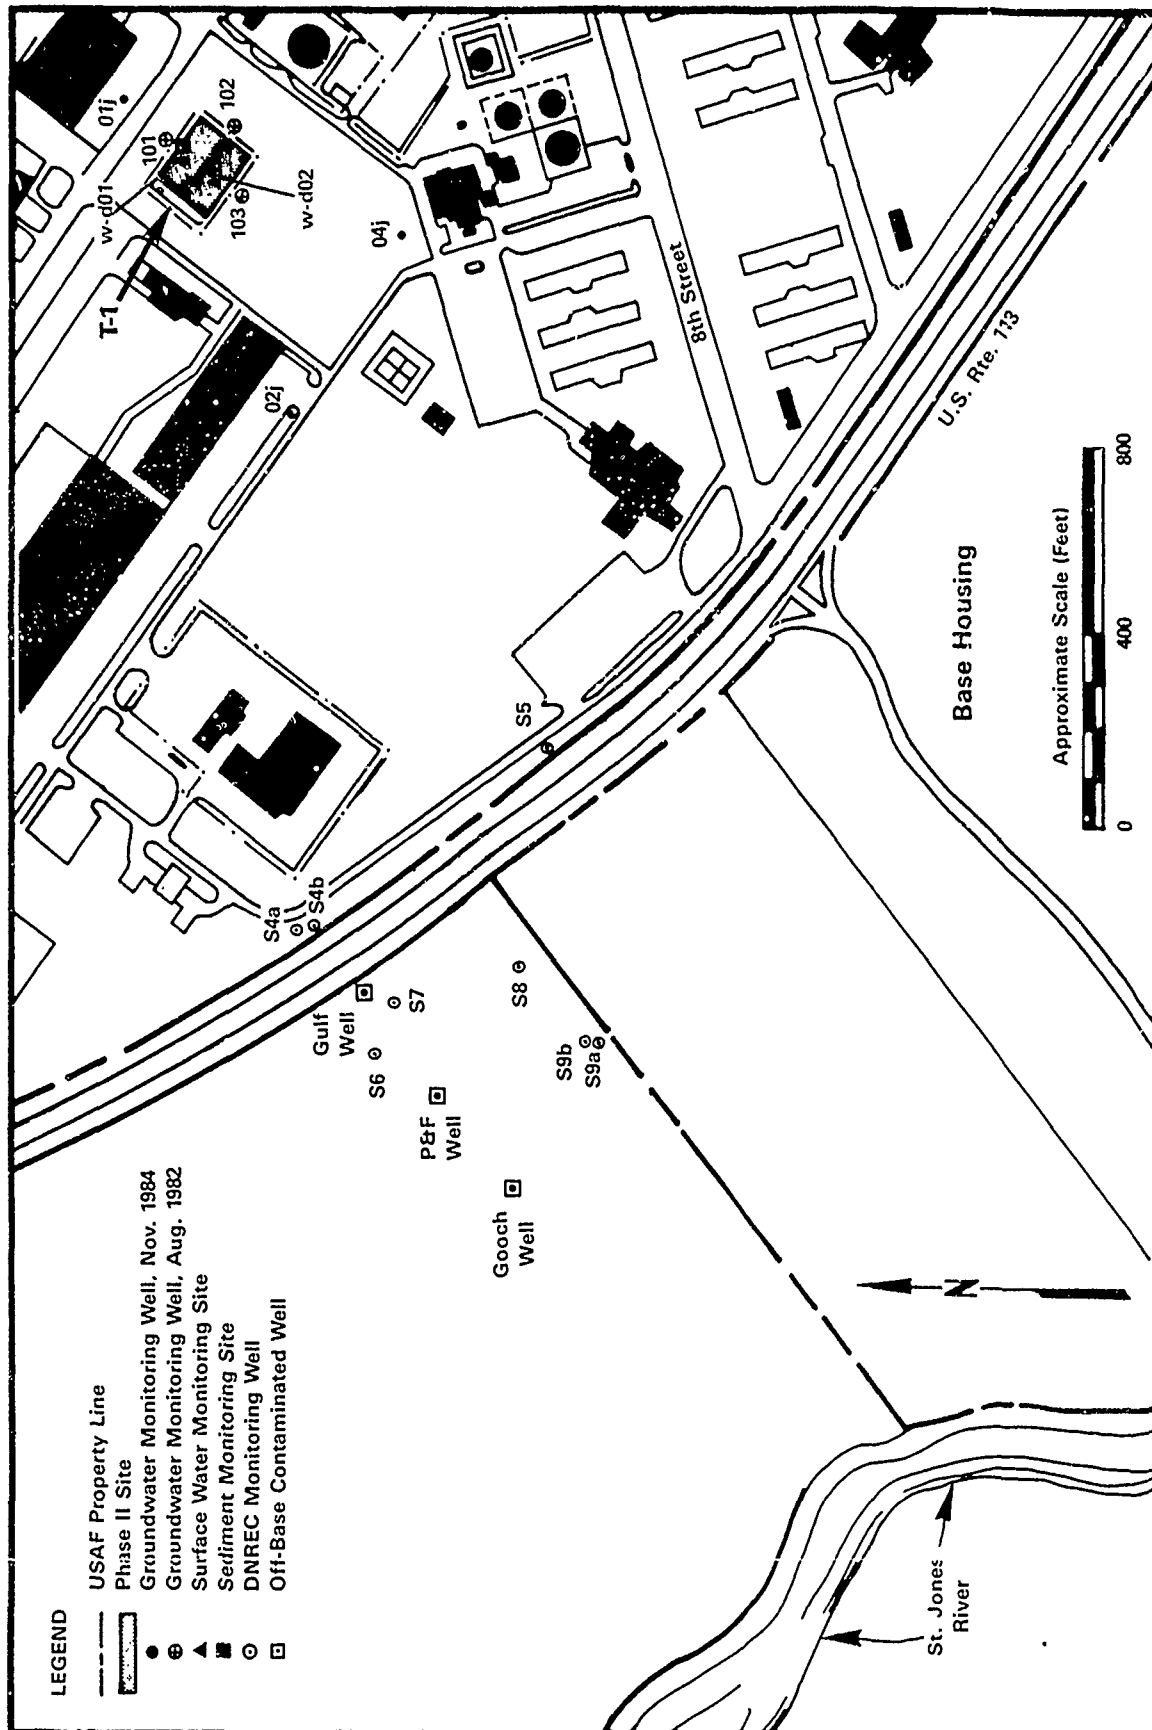 LEGEND
USAF Property Line
Phase II Site
Groundwater Monitoring Well, Nov. 1984
Groundwater Monitoring Well, Aug. 1982
Surface Water Monitoring Site
Sediment Monitoring Site
DNREC Monitoring Well
Off-Base Contaminated Well
01j
101
102
w-d01
103
w-d02
T-1
04j
02j
8th Street
U.S. Rte. 113
S5
S4a
S4b
Gulf
Well
S7
S6
S8
S9b
S9a
P&F
Well
Gooch
Well
Base Housing
Approximate Scale (Feet)
0
400
800
N
St. Jones
River